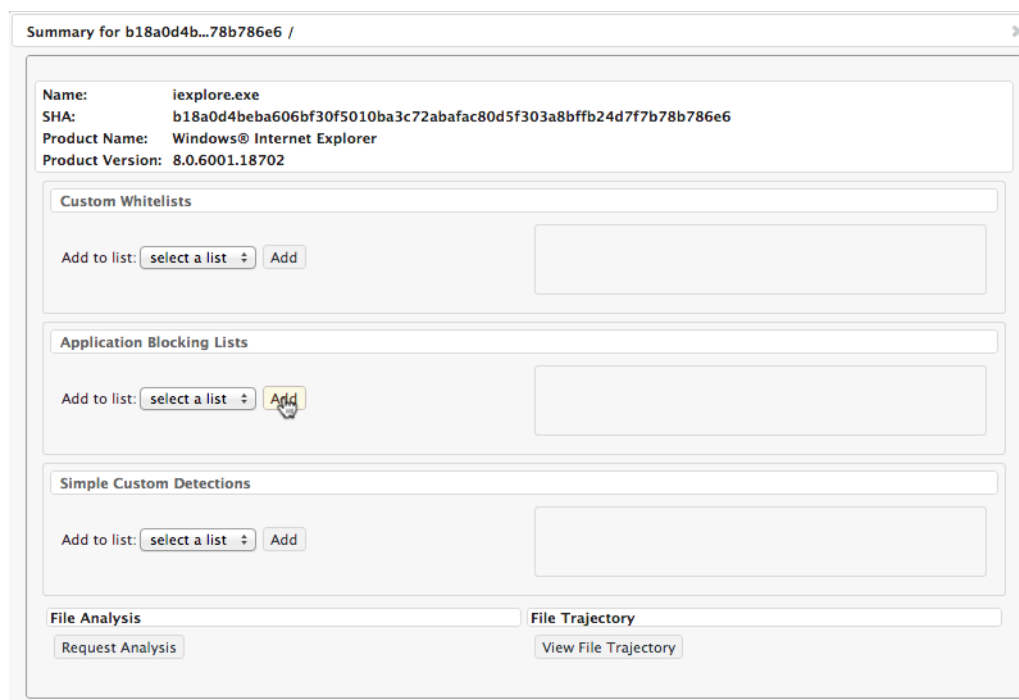 Summary for b18a0d4b...78b786e6 /
Name: iexplore.exe
SHA: b18a0d4beba606bf30f5010ba3c72abafac80d5f303a8bffb24d7f7b78b786e6
Product Name: Windows® Internet Explorer
Product Version: 8.0.6001.18702
Custom Whitelists
Add to list: select a list Add
Application Blocking Lists
Add to list: select a list Add
Simple Custom Detections
Add to list: select a list Add
File Analysis File Trajectory
Request Analysis View File Trajectory